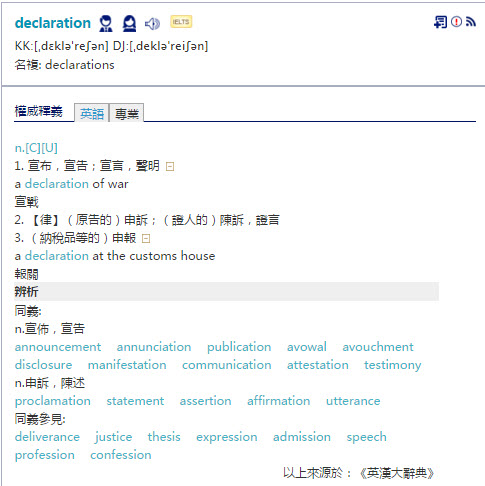 declaration IELTS
KK:[͵dɛklə'reʃən] DJ:[͵deklə'reiʃən]
名複: declarations
權威釋義 英語 專業
n.[C][U]
1. 宣布，宣告；宣言，聲明
a declaration of war
宣戰
2. 【律】（原告的）申訴；（證人的）陳訴，證言
3. （納稅品等的）申報
a declaration at the customs house
報關
辨析
同義:
n.宣佈，宣告
announcement annunciation publication avowal avouchment
disclosure manifestation communication attestation testimony
n.申訴，陳述
proclamation statement assertion affirmation utterance
同義參見:
deliverance justice thesis expression admission speech
profession confession
以上來源於：《英漢大辭典》